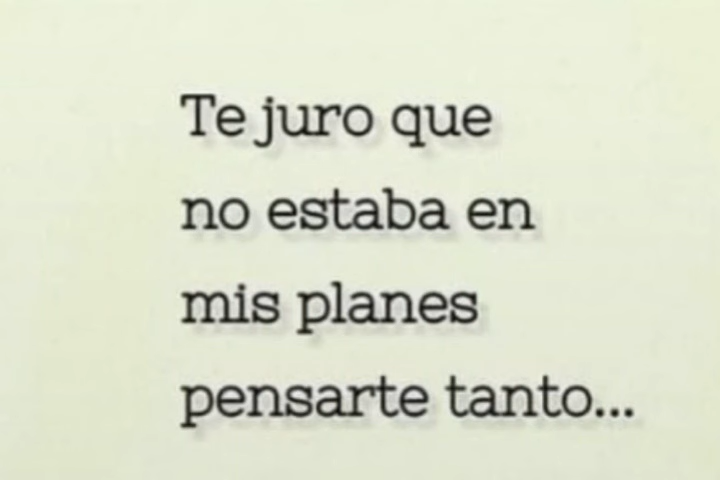 Te juro que
no estaba en
mis planes
pensarte tanto...